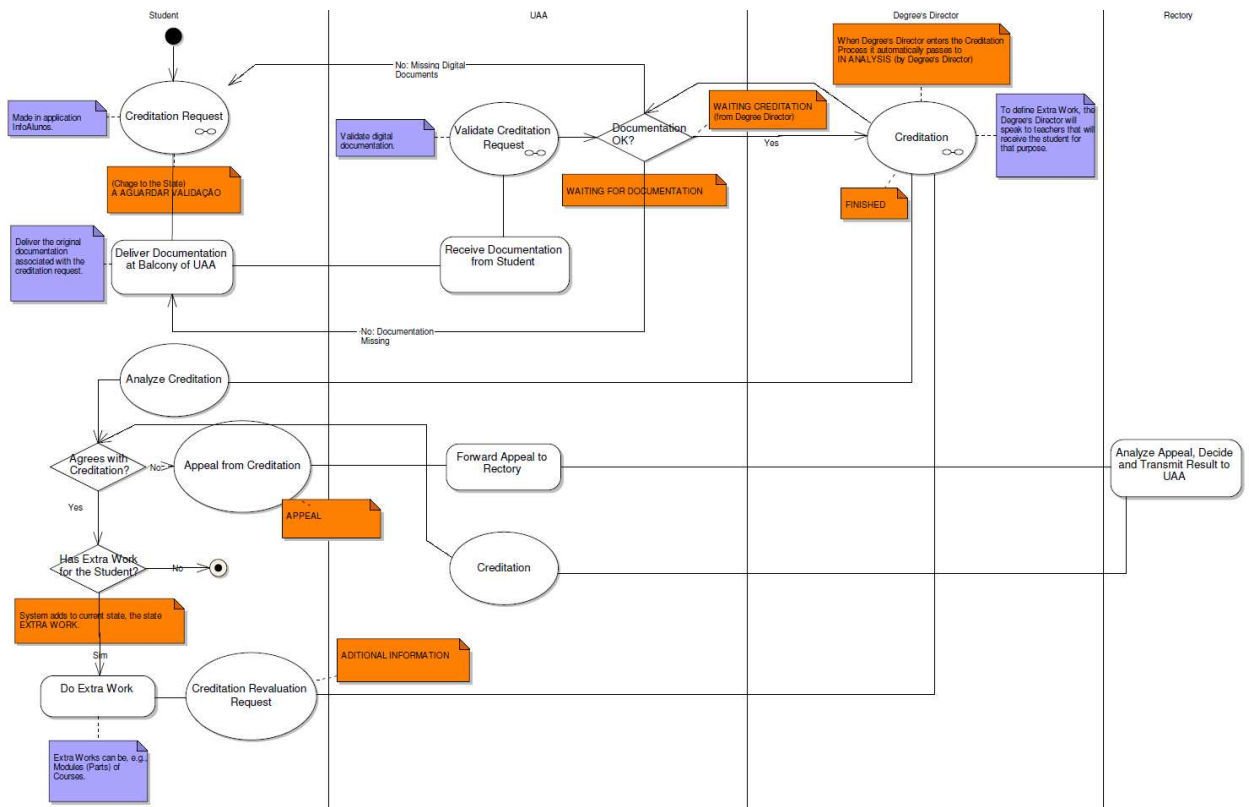 Student
UAA
Degree's Director
Rectory
When Degree's Director enters the Creditation
Process it automatically passes to
IN ANALYSIS (by Degree's Director)
No: Missing Digital
Documents
Made in application
InfoAlunos.
Creditation Request
Validate digital
documentation.
Validate Creditation
Request
Documentation
OK?
WAITING CREDITATION
(from Degree Director)
Yes
Creditation
To define Extra Work, the
Degree's Director will
speak to teachers that will
receive the student for
that purpose.
(Chage to the State)
A AGUARDAR VALIDAÇÃO
WAITING FOR DOCUMENTATION
FINISHED
Deliver the original
documentation
associated with the
creditation request.
Deliver Documentation
at Balcony of UAA
Receive Documentation
from Student
No: Documentation
Missing
Analyze Creditation
Agrees with
Creditation?
No
Appeal from Creditation
Forward Appeal to
Rectory
Analyze Appeal, Decide
and Transmit Result to
UAA
Yes
APPEAL
Has Extra Work
for the Student?
No
Creditation
System adds to current state, the state
EXTRA WORK.
Sim
ADITIONAL INFORMATION
Do Extra Work
Creditation Revaluation
Request
Extra Works can be, e.g.,
Modules (Parts) of
Courses.